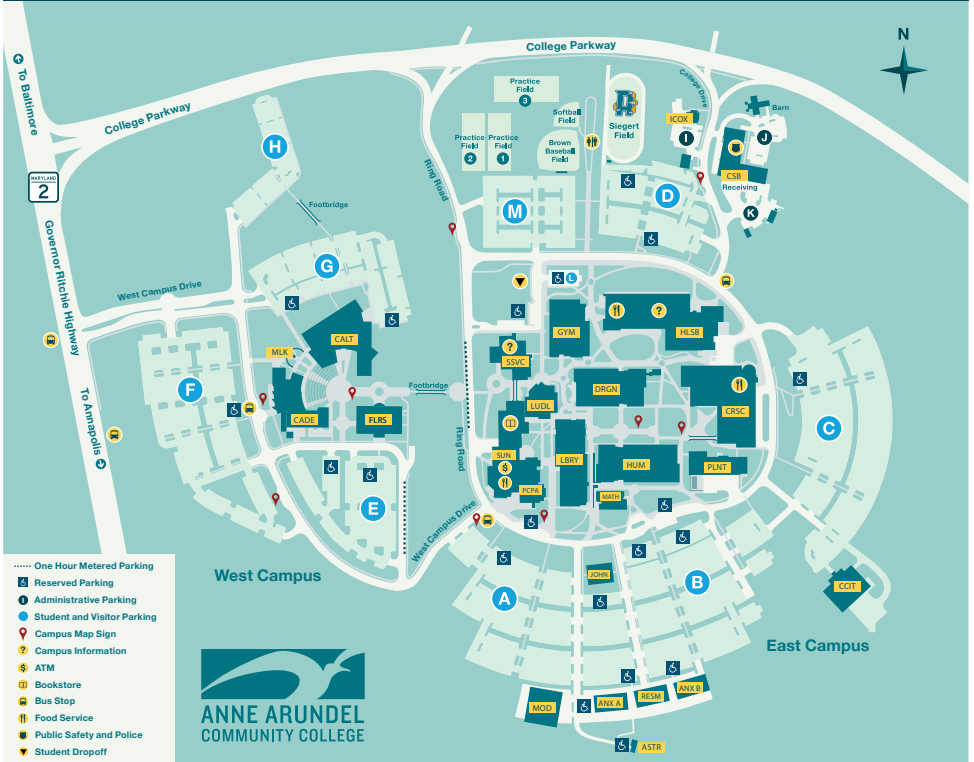 College Parkway
N
To Baltimore
College Parkway
College Drive
Practice
Field
3
Softball
Field
Siegert
Field
ICOX
I
Barn
J
H
Practice
Field
2
Practice
Field
1
Brown
Baseball
Field
CSB
Receiving
MARYLAND
2
Ring Road
D
Footbridge
M
K
Governor Ritchie Highway
G
West Campus Drive
L
?
GYM
HLSB
CALT
MLK
?
SSVC
F
Footbridge
DRGN
LUDL
CRSC
CADE
FLRS
C
To Annapolis
Ring Road
SUN
LBRY
HUM
PLNT
$
PCPA
MATH
E
West Campus Drive
One Hour Metered Parking
Reserved Parking
I Administrative Parking
Student and Visitor Parking
Campus Map Sign
? Campus Information
$ ATM
Bookstore
Bus Stop
Food Service
Public Safety and Police
Student Dropoff
West Campus
A
JOHN
B
CCIT
East Campus
ANNE ARUNDEL
COMMUNITY COLLEGE
MOD
ANX A
RESM
ANX B
ASTR